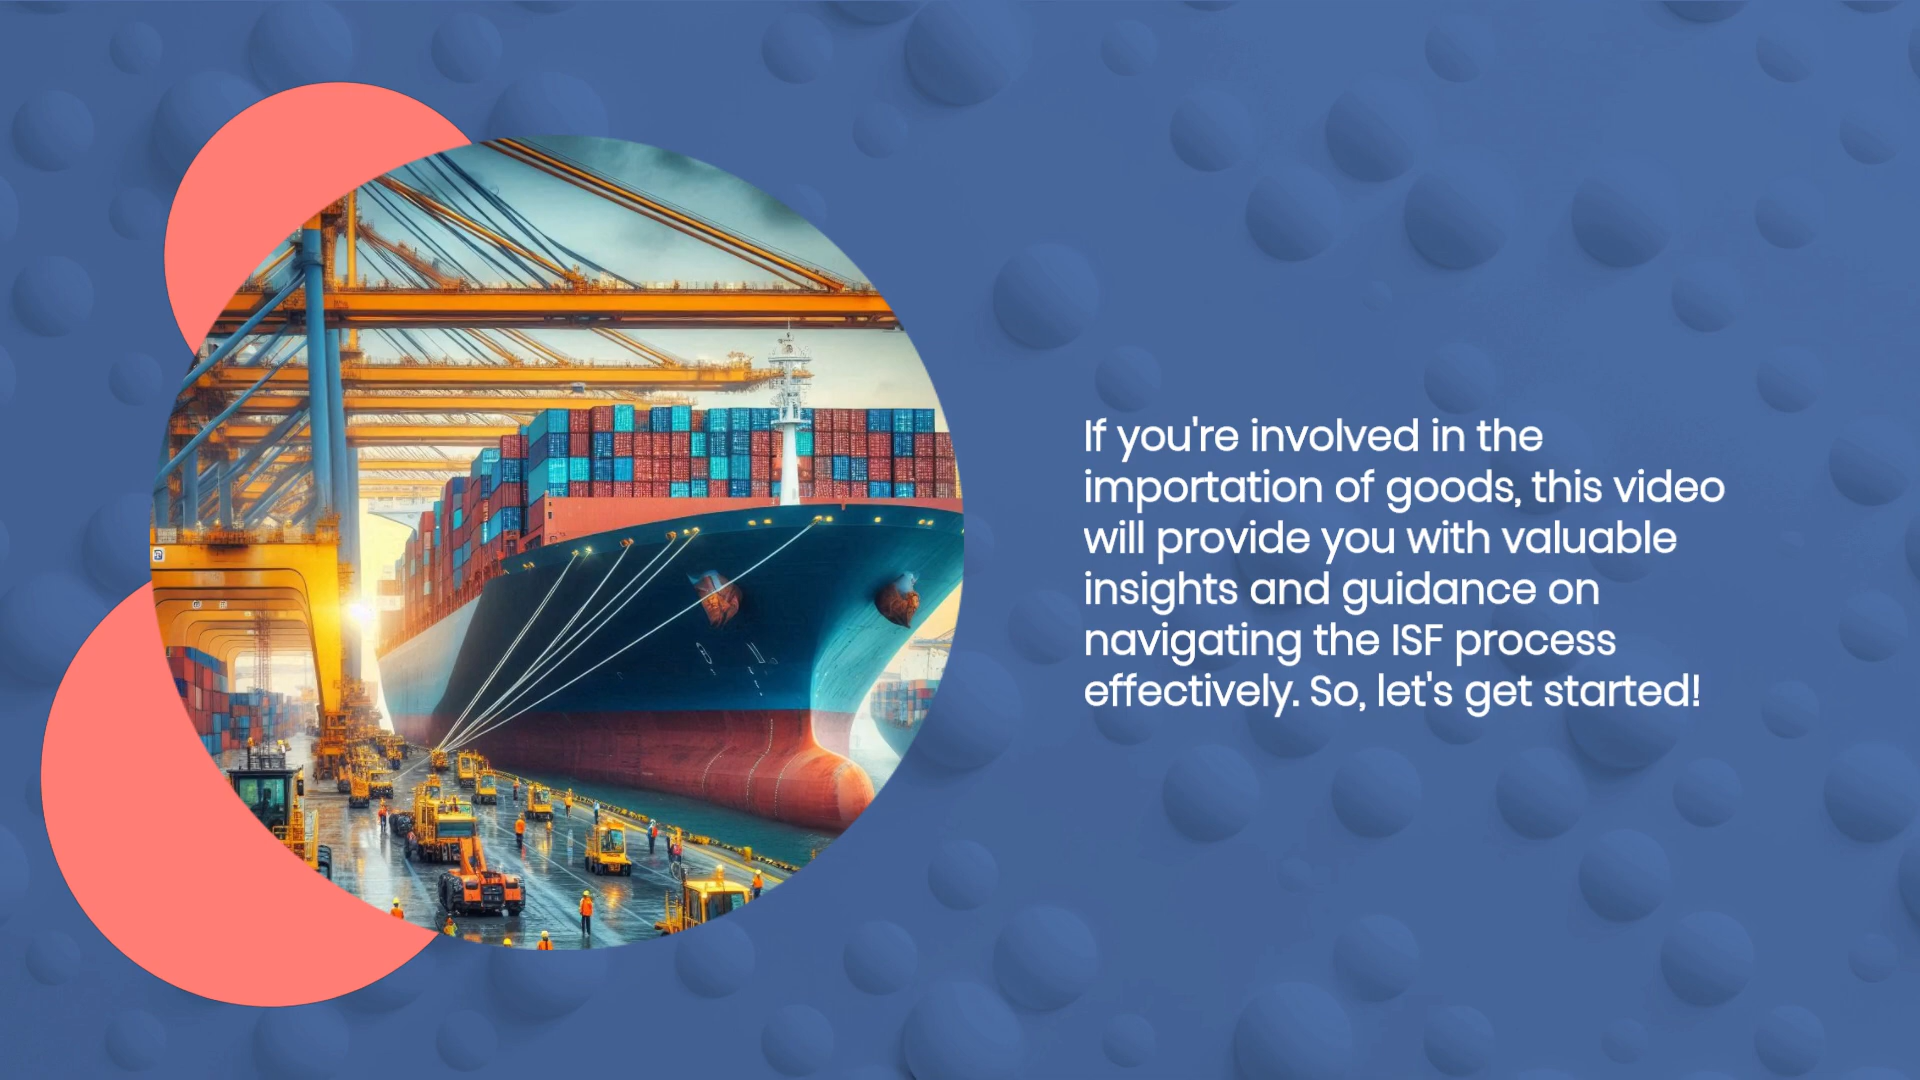 If you're involved in the
importation of goods, this video
will provide you with valuable
insights and guidance on
navigating the ISF process
effectively. So, let's get started!